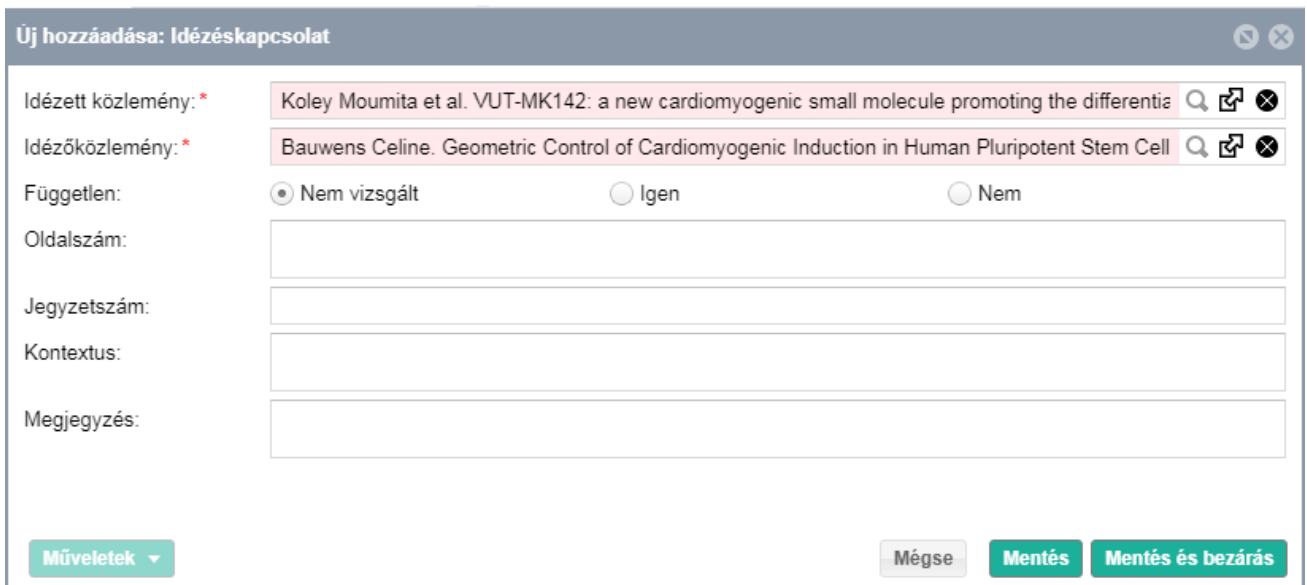 Új hozzáadása: Idézéskapcsolat
Idézett közlemény:* Koley Moumita et al. VUT-MK142: a new cardiomyogenic small molecule promoting the differentia
Idézőközlemény:* Bauwens Celine. Geometric Control of Cardiomyogenic Induction in Human Pluripotent Stem Cell
Független: Nem vizsgált Igen Nem
Oldalszám:
Jegyzetszám:
Kontextus:
Megjegyzés:
Műveletek Mégse Mentés Mentés és bezárás